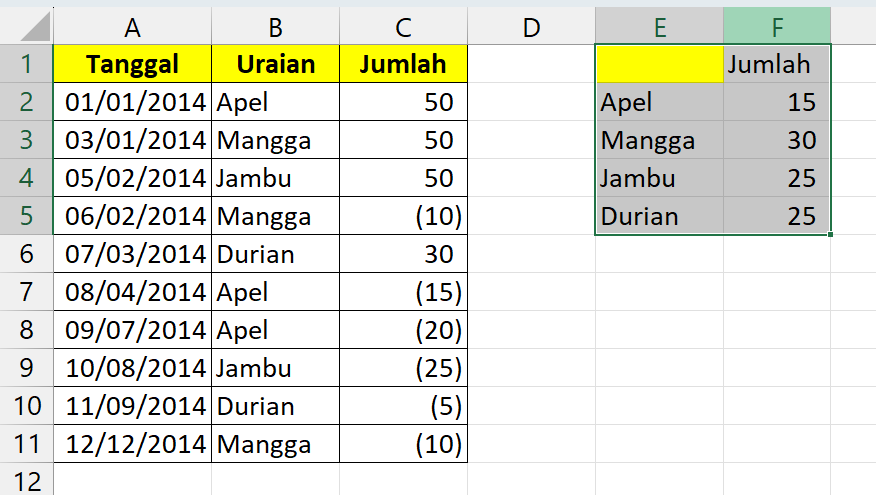 A B C D E F
1 Tanggal Uraian Jumlah Jumlah
2 01/01/2014 Apel 50 Apel 15
3 03/01/2014 Mangga 50 Mangga 30
4 05/02/2014 Jambu 50 Jambu 25
5 06/02/2014 Mangga (10) Durian 25
6 07/03/2014 Durian 30
7 08/04/2014 Apel (15)
8 09/07/2014 Apel (20)
9 10/08/2014 Jambu (25)
10 11/09/2014 Durian (5)
11 12/12/2014 Mangga (10)
12